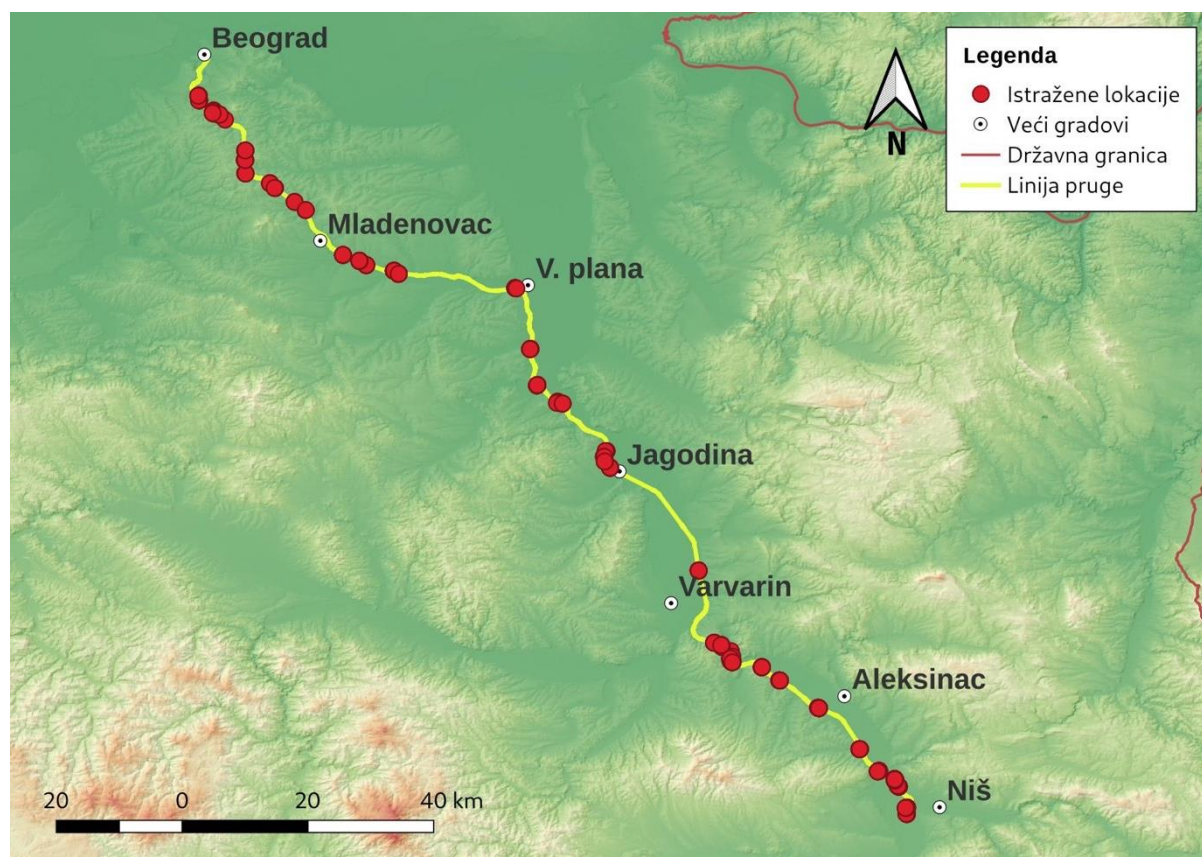 Beograd
Legenda
Istražene lokacije
Veći gradovi
Državna granica
Linija pruge
N
Mladenovac
V. plana
Jagodina
Varvarin
Aleksinac
Niš
20 0 20 40 km